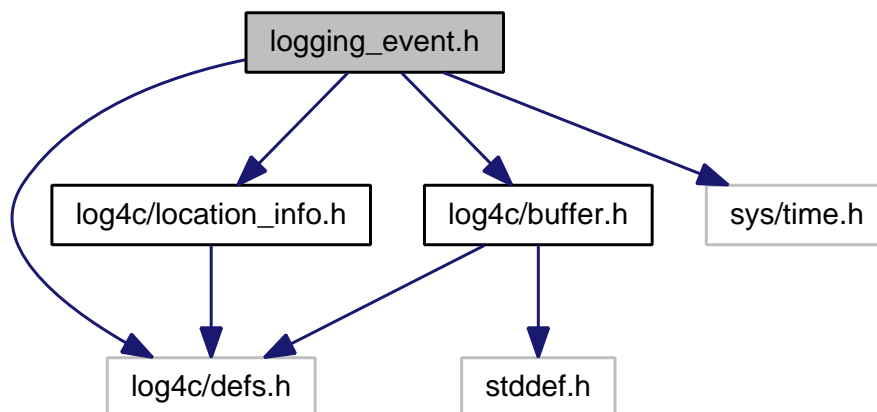 logging_event.h
log4c/location_info.h
log4c/buffer.h
sys/time.h
log4c/defs.h
stddef.h